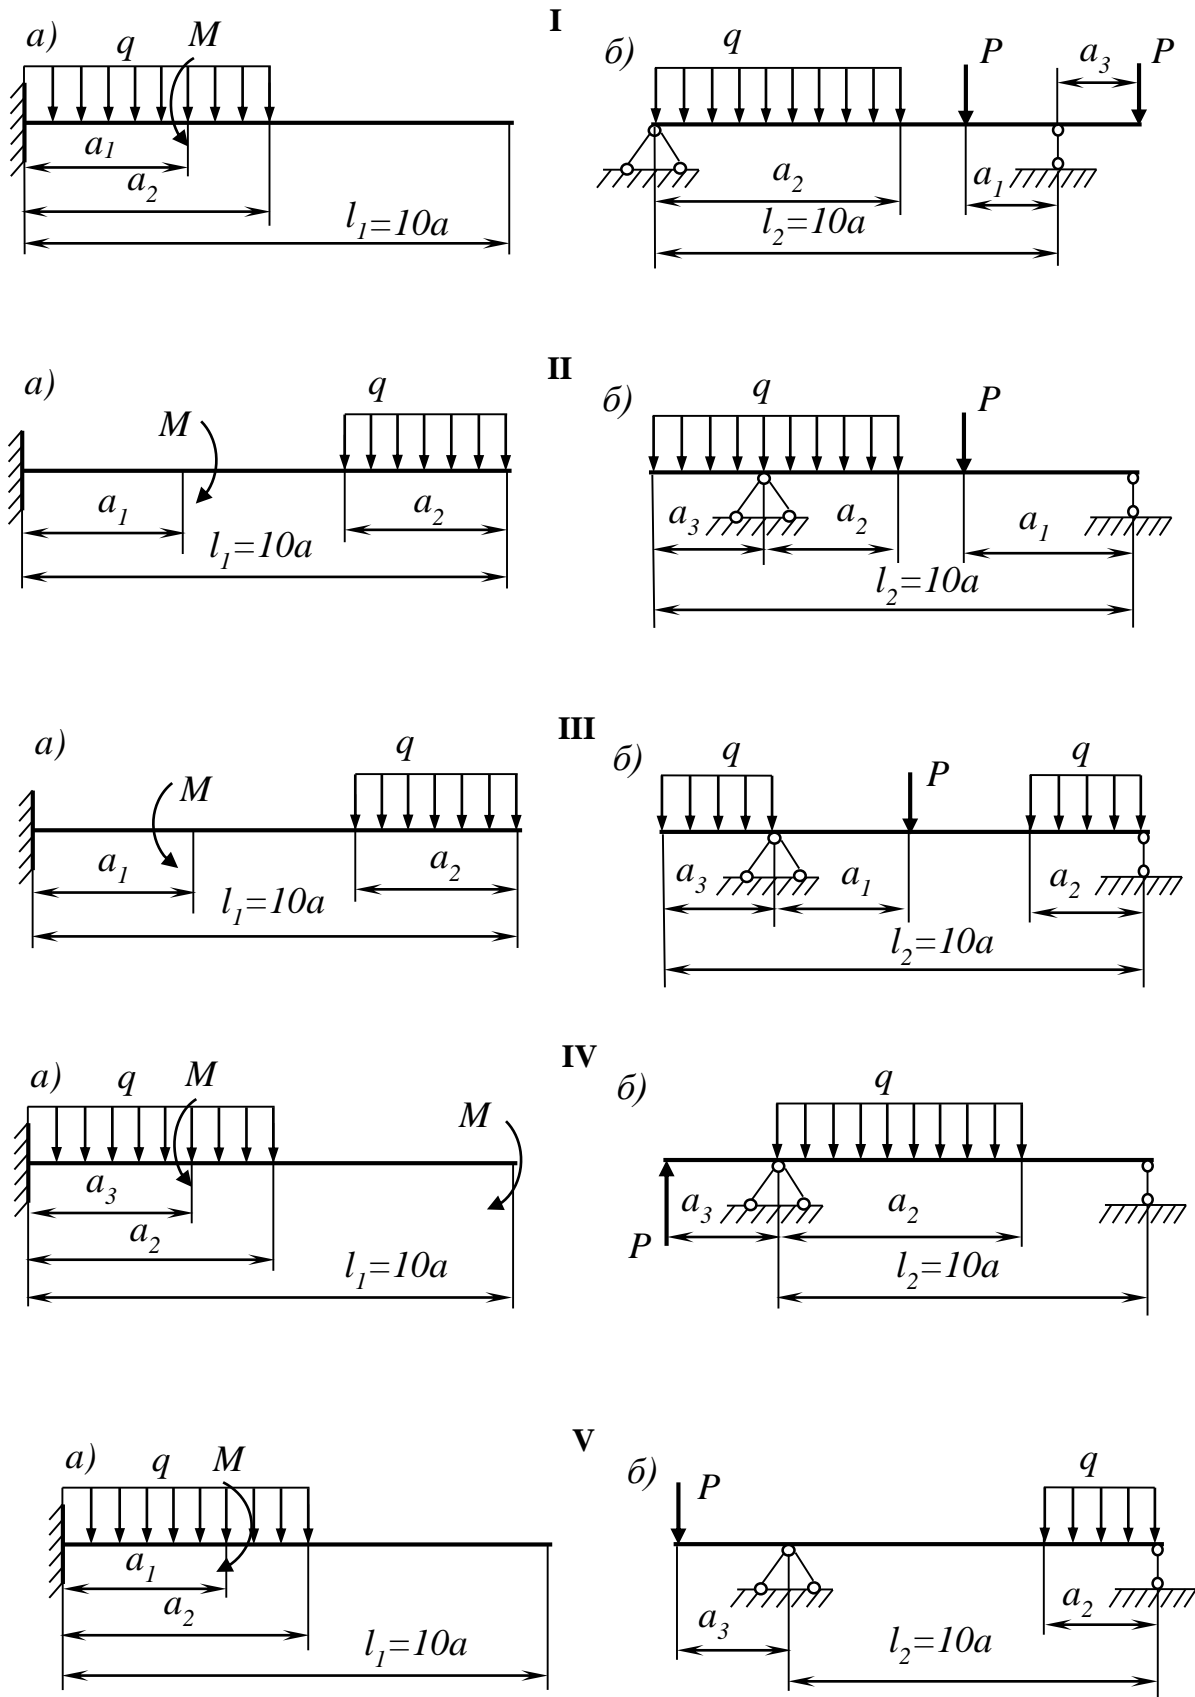 I
а) q M
a1
a2
l1=10a
б) q P a3 P
a2 a1
l2=10a
II
а) M q
a1 a2
l1=10a
б) q P
a3 a2 a1
l2=10a
III
а) M q
a1 a2
l1=10a
б) q P q
a3 a1 a2
l2=10a
IV
а) q M M
a3
a2
l1=10a
б) q
P a3 a2
l2=10a
V
а) q M
a1
a2
l1=10a
б) P q
a3 a2
l2=10a